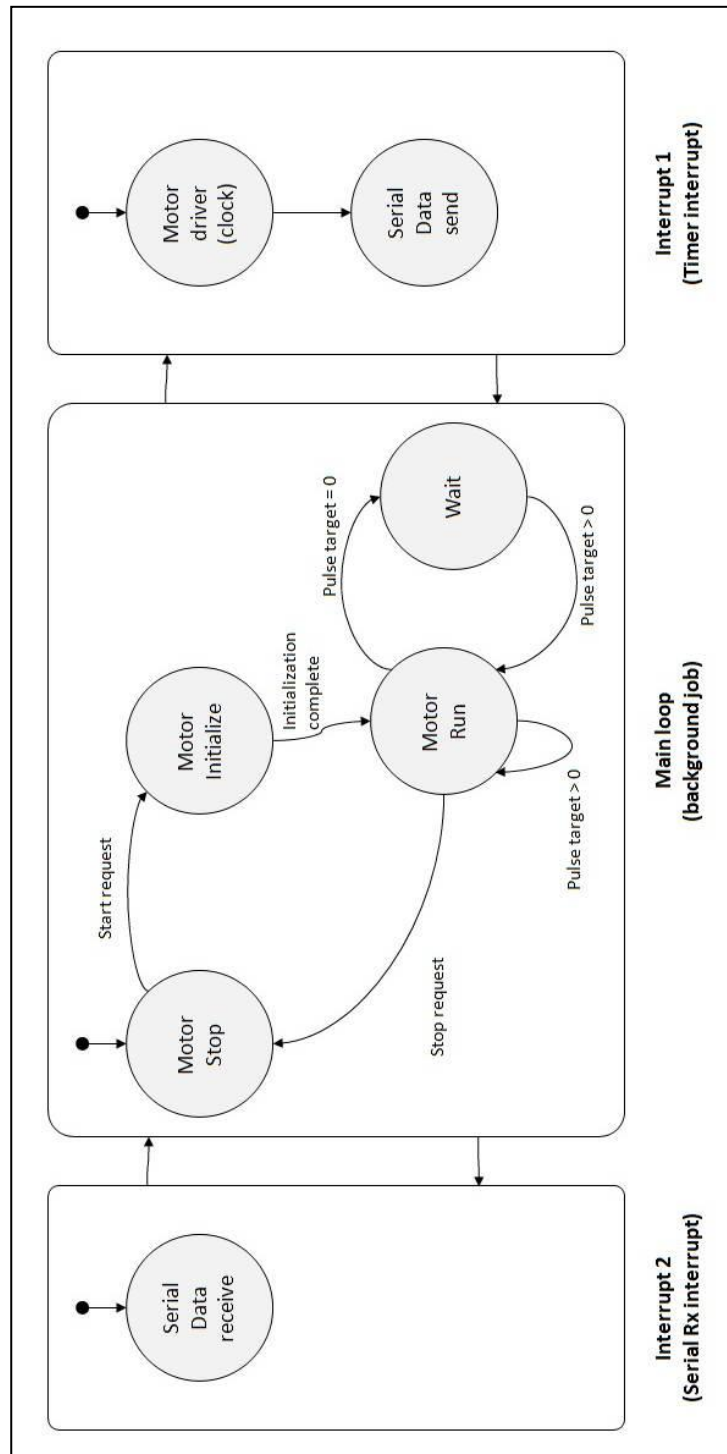 Serial
Data
receive
Interrupt 2
(Serial Rx interrupt)
Motor
Stop
Start request
Motor
Initialize
Initialization
complete
Motor
Run
Pulse target = 0
Wait
Pulse target > 0
Pulse target > 0
Stop request
Main loop
(background job)
Motor
driver
(clock)
Serial
Data
send
Interrupt 1
(Timer interrupt)